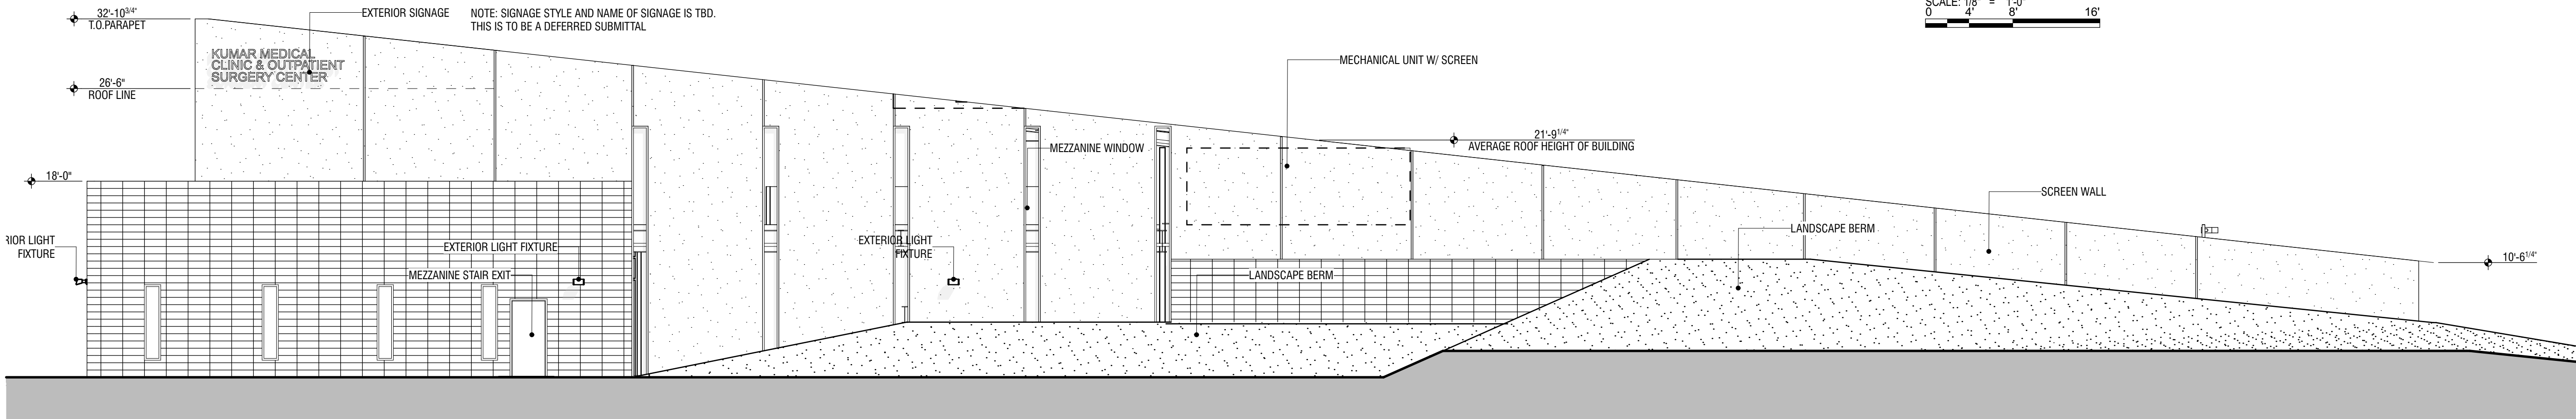 SCALE: 1/8" = 1'-0"
0 4' 8' 16'
32'-10 3/4"
T.O.PARAPET
EXTERIOR SIGNAGE
NOTE: SIGNAGE STYLE AND NAME OF SIGNAGE IS TBD.
THIS IS TO BE A DEFERRED SUBMITTAL
KUMAR MEDICAL
CLINIC & OUTPATIENT
SURGERY CENTER
26'-6"
ROOF LINE
MECHANICAL UNIT W/ SCREEN
21'-9 1/4"
AVERAGE ROOF HEIGHT OF BUILDING
MEZZANINE WINDOW
18'-0"
SCREEN WALL
LANDSCAPE BERM
RIOR LIGHT
FIXTURE
EXTERIOR LIGHT FIXTURE
EXTERIOR LIGHT
FIXTURE
10'-6 1/4"
MEZZANINE STAIR EXIT
LANDSCAPE BERM